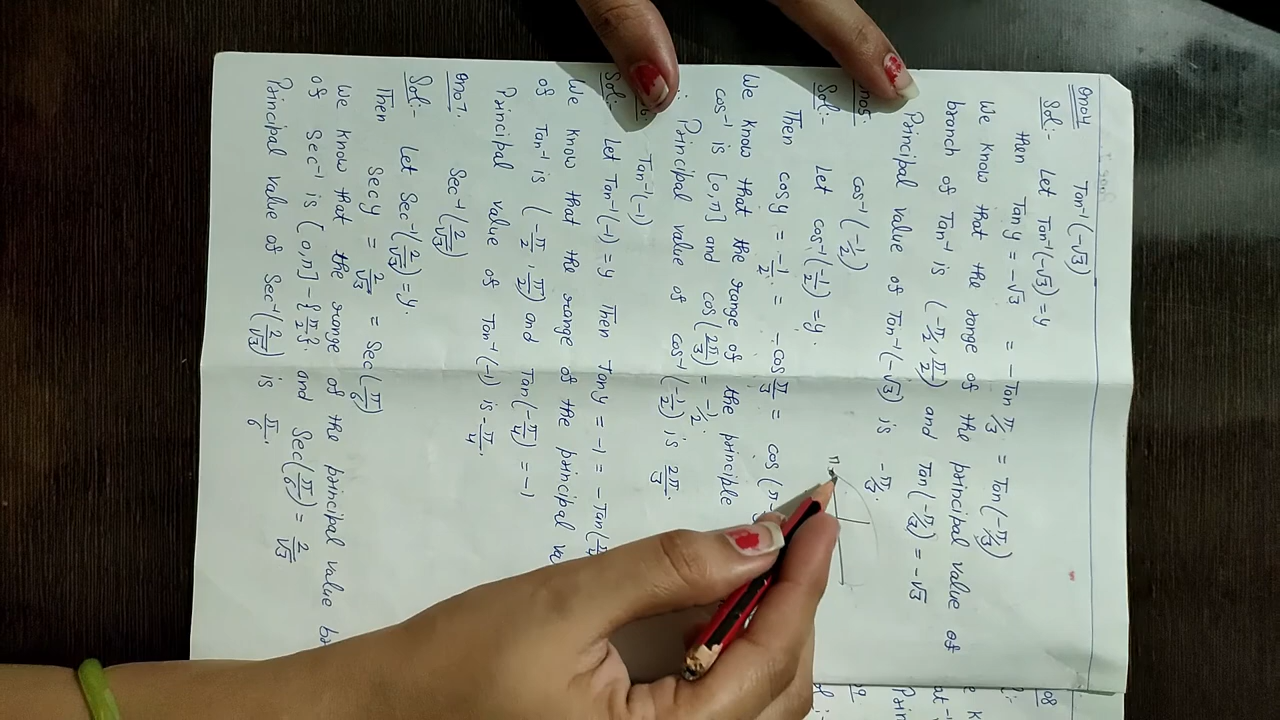 QNO4 Tan⁻¹(-√3)
Sol:- Let Tan⁻¹(-√3) = y
then Tan y = -√3 = -Tan π/3 = Tan(-π/3)
We know that the range of the principal value of
branch of Tan⁻¹ is (-π/2, π/2) and Tan(-π/3) = -√3
Principal value of Tan⁻¹(-√3) is -π/3.
no5. cos⁻¹(-1/2)
Sol:- Let cos⁻¹(-1/2) = y.
Then cos y = -1/2 = -cos π/3 = cos(π-
We know that the range of the principle
cos⁻¹ is [0,π] and cos(2π/3) = -1/2.
Principal value of cos⁻¹(-1/2) is 2π/3.
6. Tan⁻¹(-1)
Sol:- Let Tan⁻¹(-1) = y Then Tan y = -1 = -Tan(
We know that the range of the principal va
of Tan⁻¹ is (-π/2, π/2) and Tan(-π/4) = -1
Principal value of Tan⁻¹(-1) is -π/4.
QNO7. Sec⁻¹(2/√3)
Sol:- Let Sec⁻¹(2/√3) = y.
Then Sec y = 2/√3 = Sec(π/6)
We know that the range of the principal value br
of Sec⁻¹ is [0,π] - {π/2} and Sec(π/6) = 2/√3
Principal value of Sec⁻¹(2/√3) is π/6.
π
08